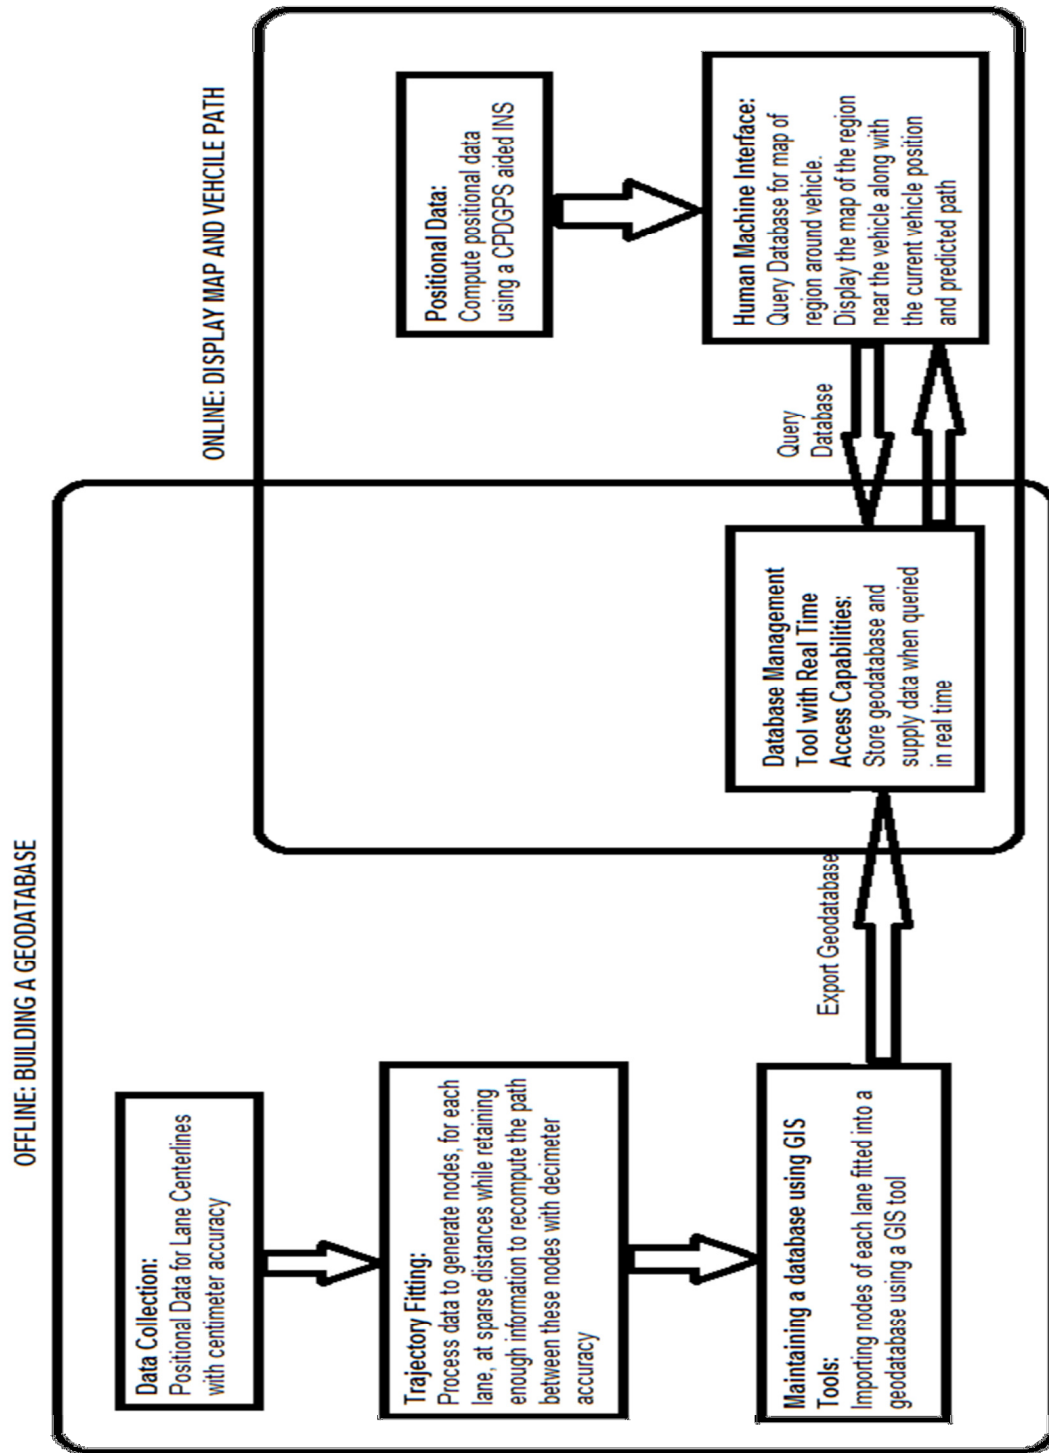 OFFLINE: BUILDING A GEODATABASE
Data Collection:
Positional Data for Lane Centerlines
with centimeter accuracy
Trajectory Fitting:
Process data to generate nodes, for each
lane, at sparse distances while retaining
enough information to recompute the path
between these nodes with decimeter
accuracy
Maintaining a database using GIS
Tools:
Importing nodes of each lane fitted into a
geodatabase using a GIS tool
Export Geodatabase
Database Management
Tool with Real Time
Access Capabilities:
Store geodatabase and
supply data when queried
in real time
ONLINE: DISPLAY MAP AND VEHCILE PATH
Positional Data:
Compute positional data
using a CPDGPS aided INS
Query
Database
Human Machine Interface:
Query Database for map of
region around vehicle.
Display the map of the region
near the vehicle along with
the current vehicle position
and predicted path